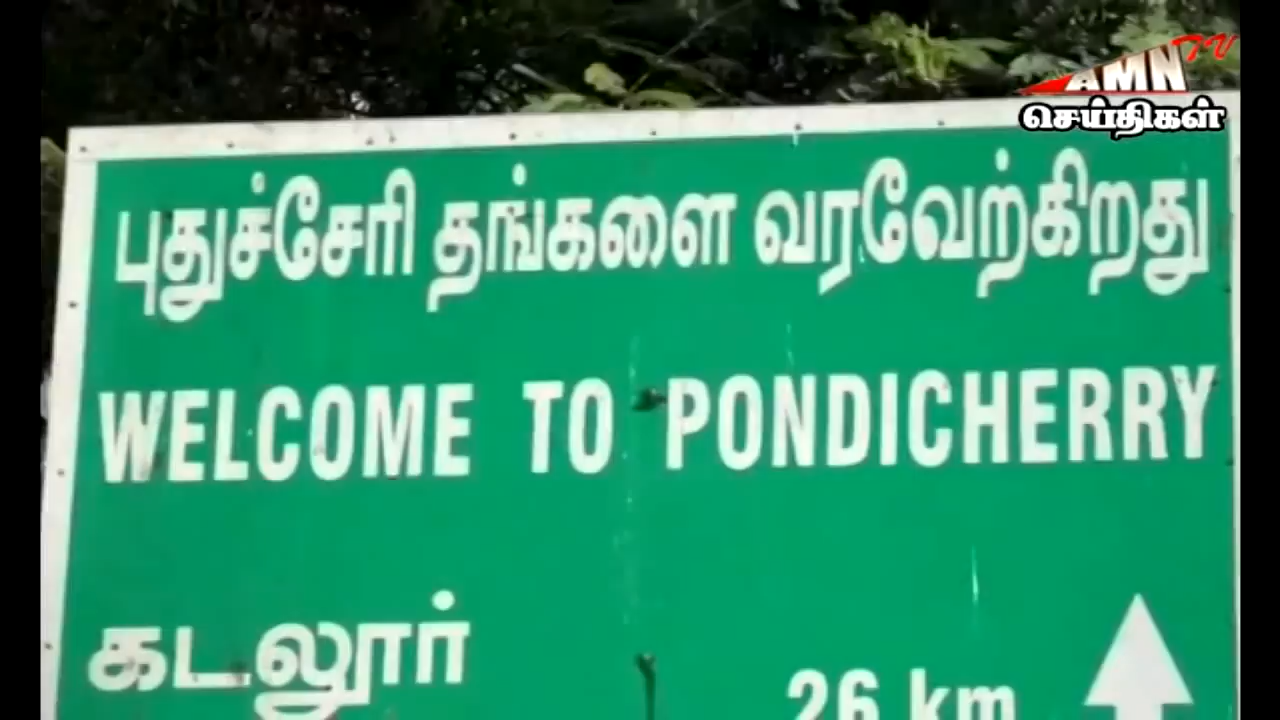 AMN TV
செய்திகள்
புதுச்சேரி தங்களை வரவேற்கிறது
WELCOME TO PONDICHERRY
கடலூர்
26 km